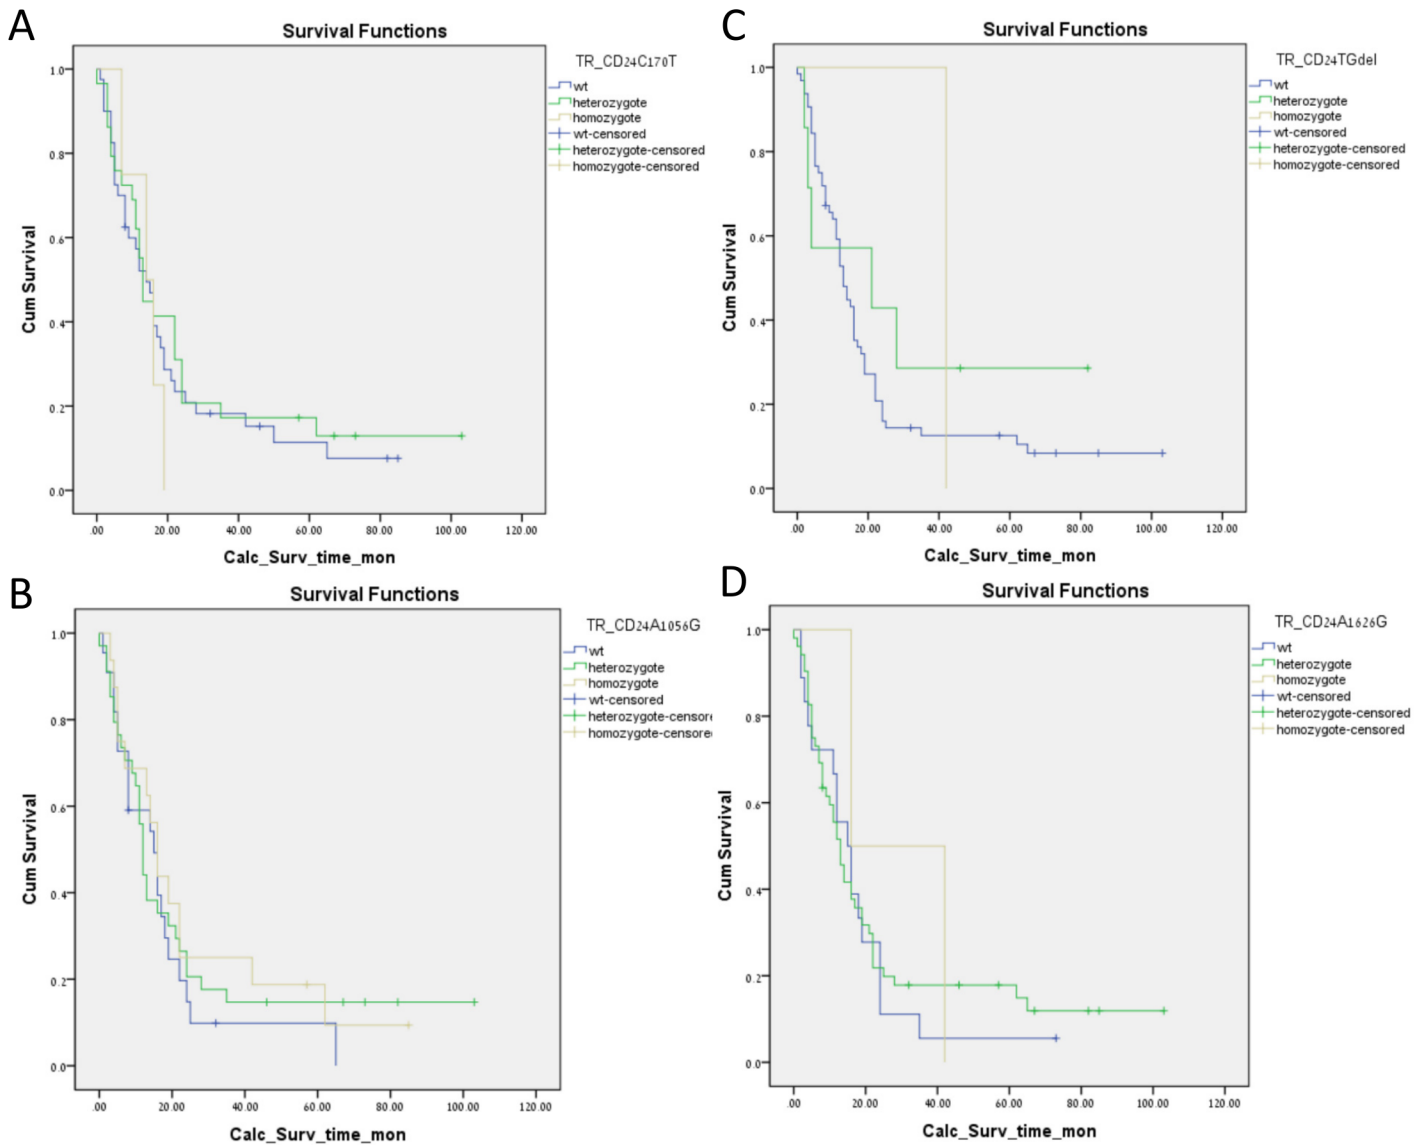 A
Survival Functions
TR_CD24C170T
wt
heterozygote
homozygote
wt-censored
heterozygote-censored
homozygote-censored
Cum Survival
1.0
0.8
0.6
0.4
0.2
0.0
.00 20.00 40.00 60.00 80.00 100.00 120.00
Calc_Surv_time_mon
B
Survival Functions
TR_CD24A1056G
wt
heterozygote
homozygote
wt-censored
heterozygote-censor
homozygote-censore
Cum Survival
1.0
0.8
0.6
0.4
0.2
0.0
.00 20.00 40.00 60.00 80.00 100.00 120.00
Calc_Surv_time_mon
C
Survival Functions
TR_CD24TGdel
wt
heterozygote
homozygote
wt-censored
heterozygote-censored
homozygote-censored
Cum Survival
1.0
0.8
0.6
0.4
0.2
0.0
.00 20.00 40.00 60.00 80.00 100.00 120.00
Calc_Surv_time_mon
D
Survival Functions
TR_CD24A1626G
wt
heterozygote
homozygote
wt-censored
heterozygote-censored
homozygote-censored
Cum Survival
1.0
0.8
0.6
0.4
0.2
0.0
.00 20.00 40.00 60.00 80.00 100.00 120.00
Calc_Surv_time_mon